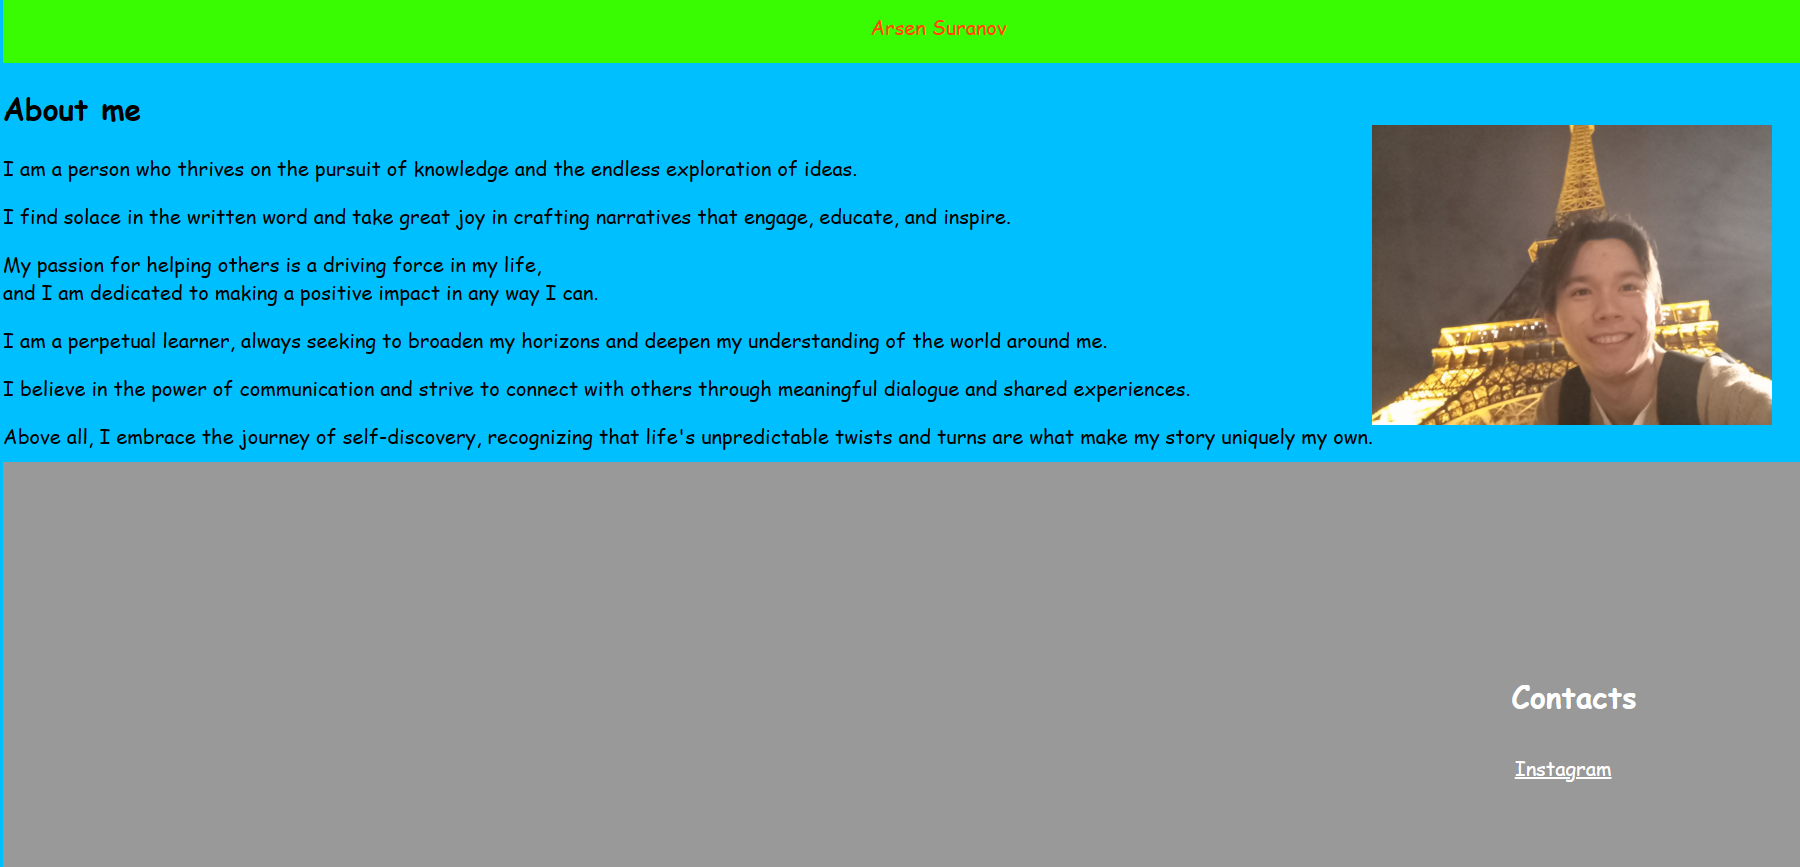 Arsen Suranov
About me
I am a person who thrives on the pursuit of knowledge and the endless exploration of ideas.
I find solace in the written word and take great joy in crafting narratives that engage, educate, and inspire.
My passion for helping others is a driving force in my life,
and I am dedicated to making a positive impact in any way I can.
I am a perpetual learner, always seeking to broaden my horizons and deepen my understanding of the world around me.
I believe in the power of communication and strive to connect with others through meaningful dialogue and shared experiences.
Above all, I embrace the journey of self-discovery, recognizing that life's unpredictable twists and turns are what make my story uniquely my own.
Contacts
Instagram